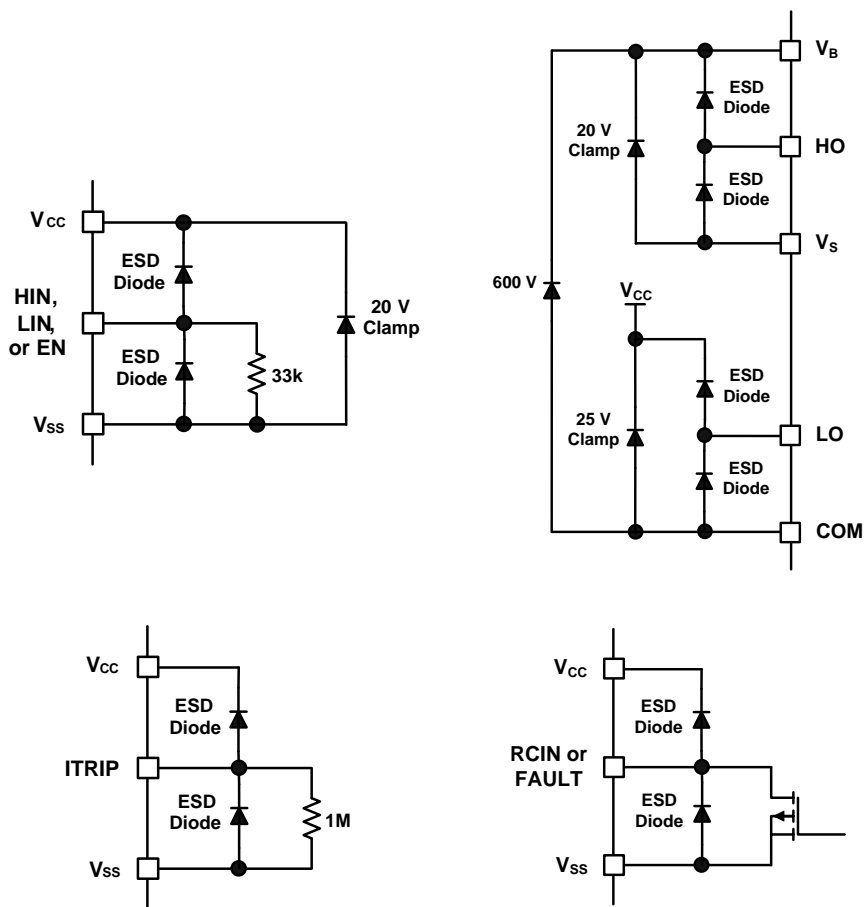 VCC
ESD
Diode
HIN,
LIN,
or EN
ESD
Diode
33k
20 V
Clamp
VSS
VB
ESD
Diode
20 V
Clamp
HO
ESD
Diode
VS
600 V
VCC
ESD
Diode
25 V
Clamp
LO
ESD
Diode
COM
VCC
ESD
Diode
ITRIP
ESD
Diode
1M
VSS
VCC
ESD
Diode
RCIN or
FAULT
ESD
Diode
VSS